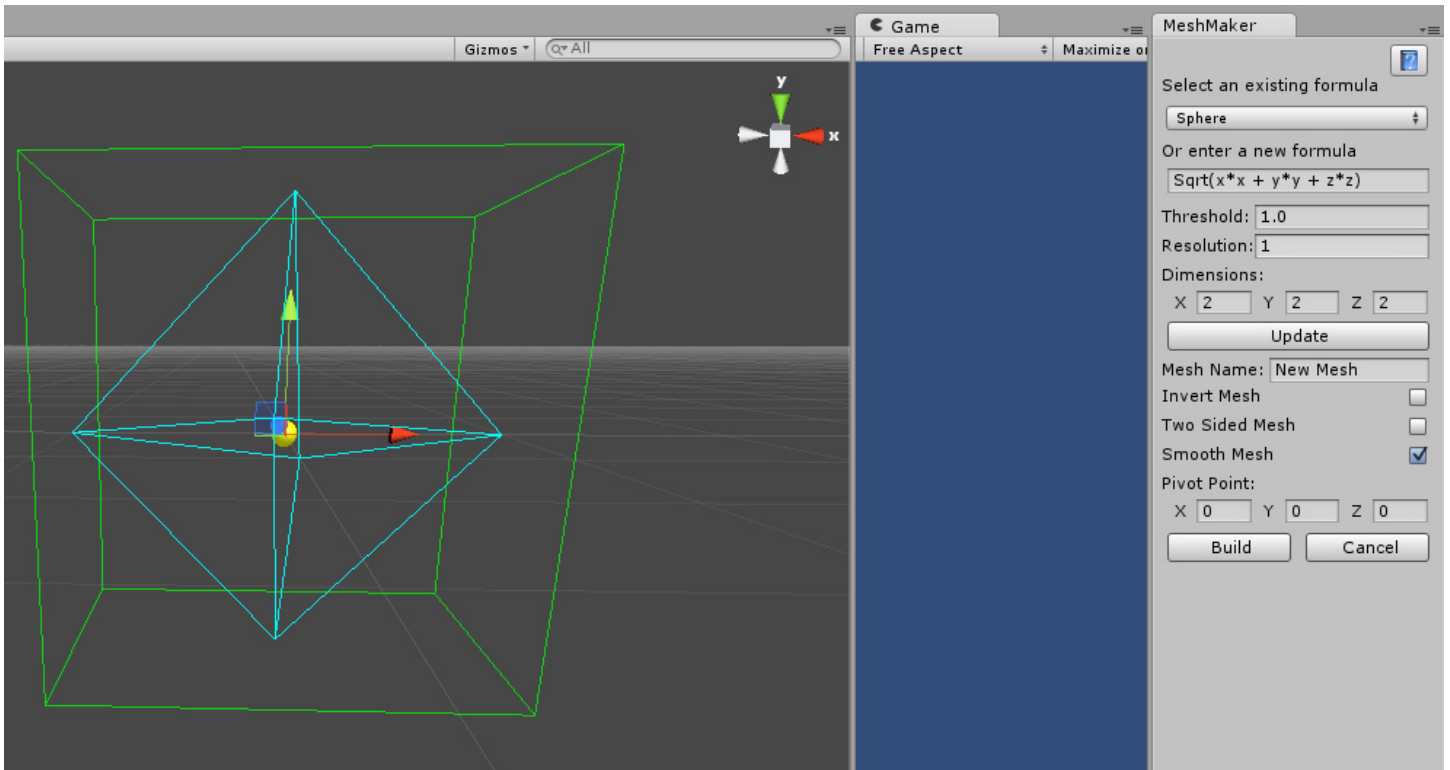 Game
MeshMaker
Gizmos
All
Free Aspect
Maximize o
Select an existing formula
Sphere
Or enter a new formula
Sqrt(x*x + y*y + z*z)
Threshold: 1.0
Resolution: 1
Dimensions:
X 2 Y 2 Z 2
Update
Mesh Name: New Mesh
Invert Mesh
Two Sided Mesh
Smooth Mesh
Pivot Point:
X 0 Y 0 Z 0
Build Cancel
y
x